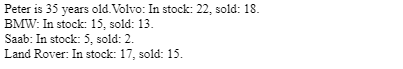 Peter is 35 years old.Volvo: In stock: 22, sold: 18.
BMW: In stock: 15, sold: 13.
Saab: In stock: 5, sold: 2.
Land Rover: In stock: 17, sold: 15.